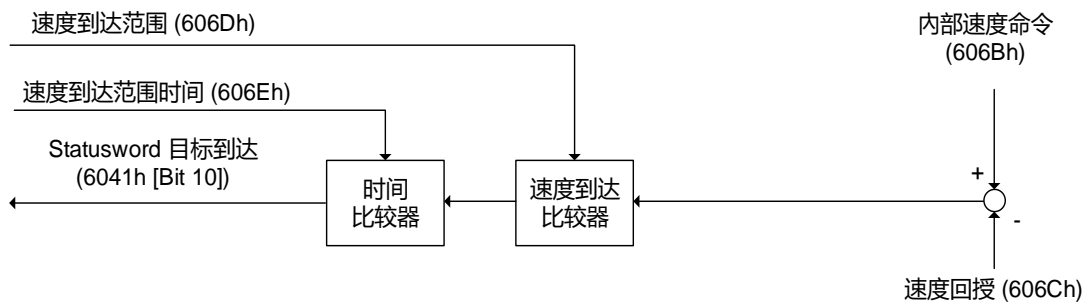 速度到达范围 (606Dh)
内部速度命令
(606Bh)
速度到达范围时间 (606Eh)
Statusword 目标到达
(6041h [Bit 10])
时间
比较器
速度到达
比较器
+
-
速度回授 (606Ch)